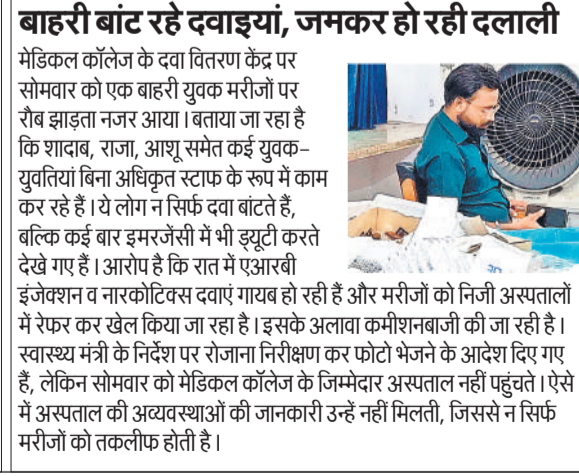 बाहरी बांट रहे दवाइयां, जमकर हो रही दलाली
मेडिकल कॉलेज के दवा वितरण केंद्र पर
सोमवार को एक बाहरी युवक मरीजों पर
रौब झाड़ता नजर आया। बताया जा रहा है
कि शादाब, राजा, आशू समेत कई युवक-
युवतियां बिना अधिकृत स्टाफ के रूप में काम
कर रहे हैं। ये लोग न सिर्फ दवा बांटते हैं,
बल्कि कई बार इमरजेंसी में भी ड्यूटी करते
देखे गए हैं। आरोप है कि रात में एआरबी
इंजेक्शन व नारकोटिक्स दवाएं गायब हो रही हैं और मरीजों को निजी अस्पतालों
में रेफर कर खेल किया जा रहा है। इसके अलावा कमीशनबाजी की जा रही है।
स्वास्थ्य मंत्री के निर्देश पर रोजाना निरीक्षण कर फोटो भेजने के आदेश दिए गए
हैं, लेकिन सोमवार को मेडिकल कॉलेज के जिम्मेदार अस्पताल नहीं पहुंचते। ऐसे
में अस्पताल की अव्यवस्थाओं की जानकारी उन्हें नहीं मिलती, जिससे न सिर्फ
मरीजों को तकलीफ होती है।